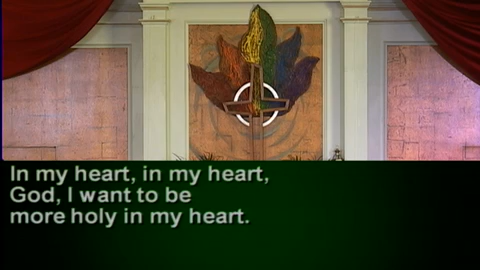 In my heart, in my heart,
God, I want to be
more holy in my heart.